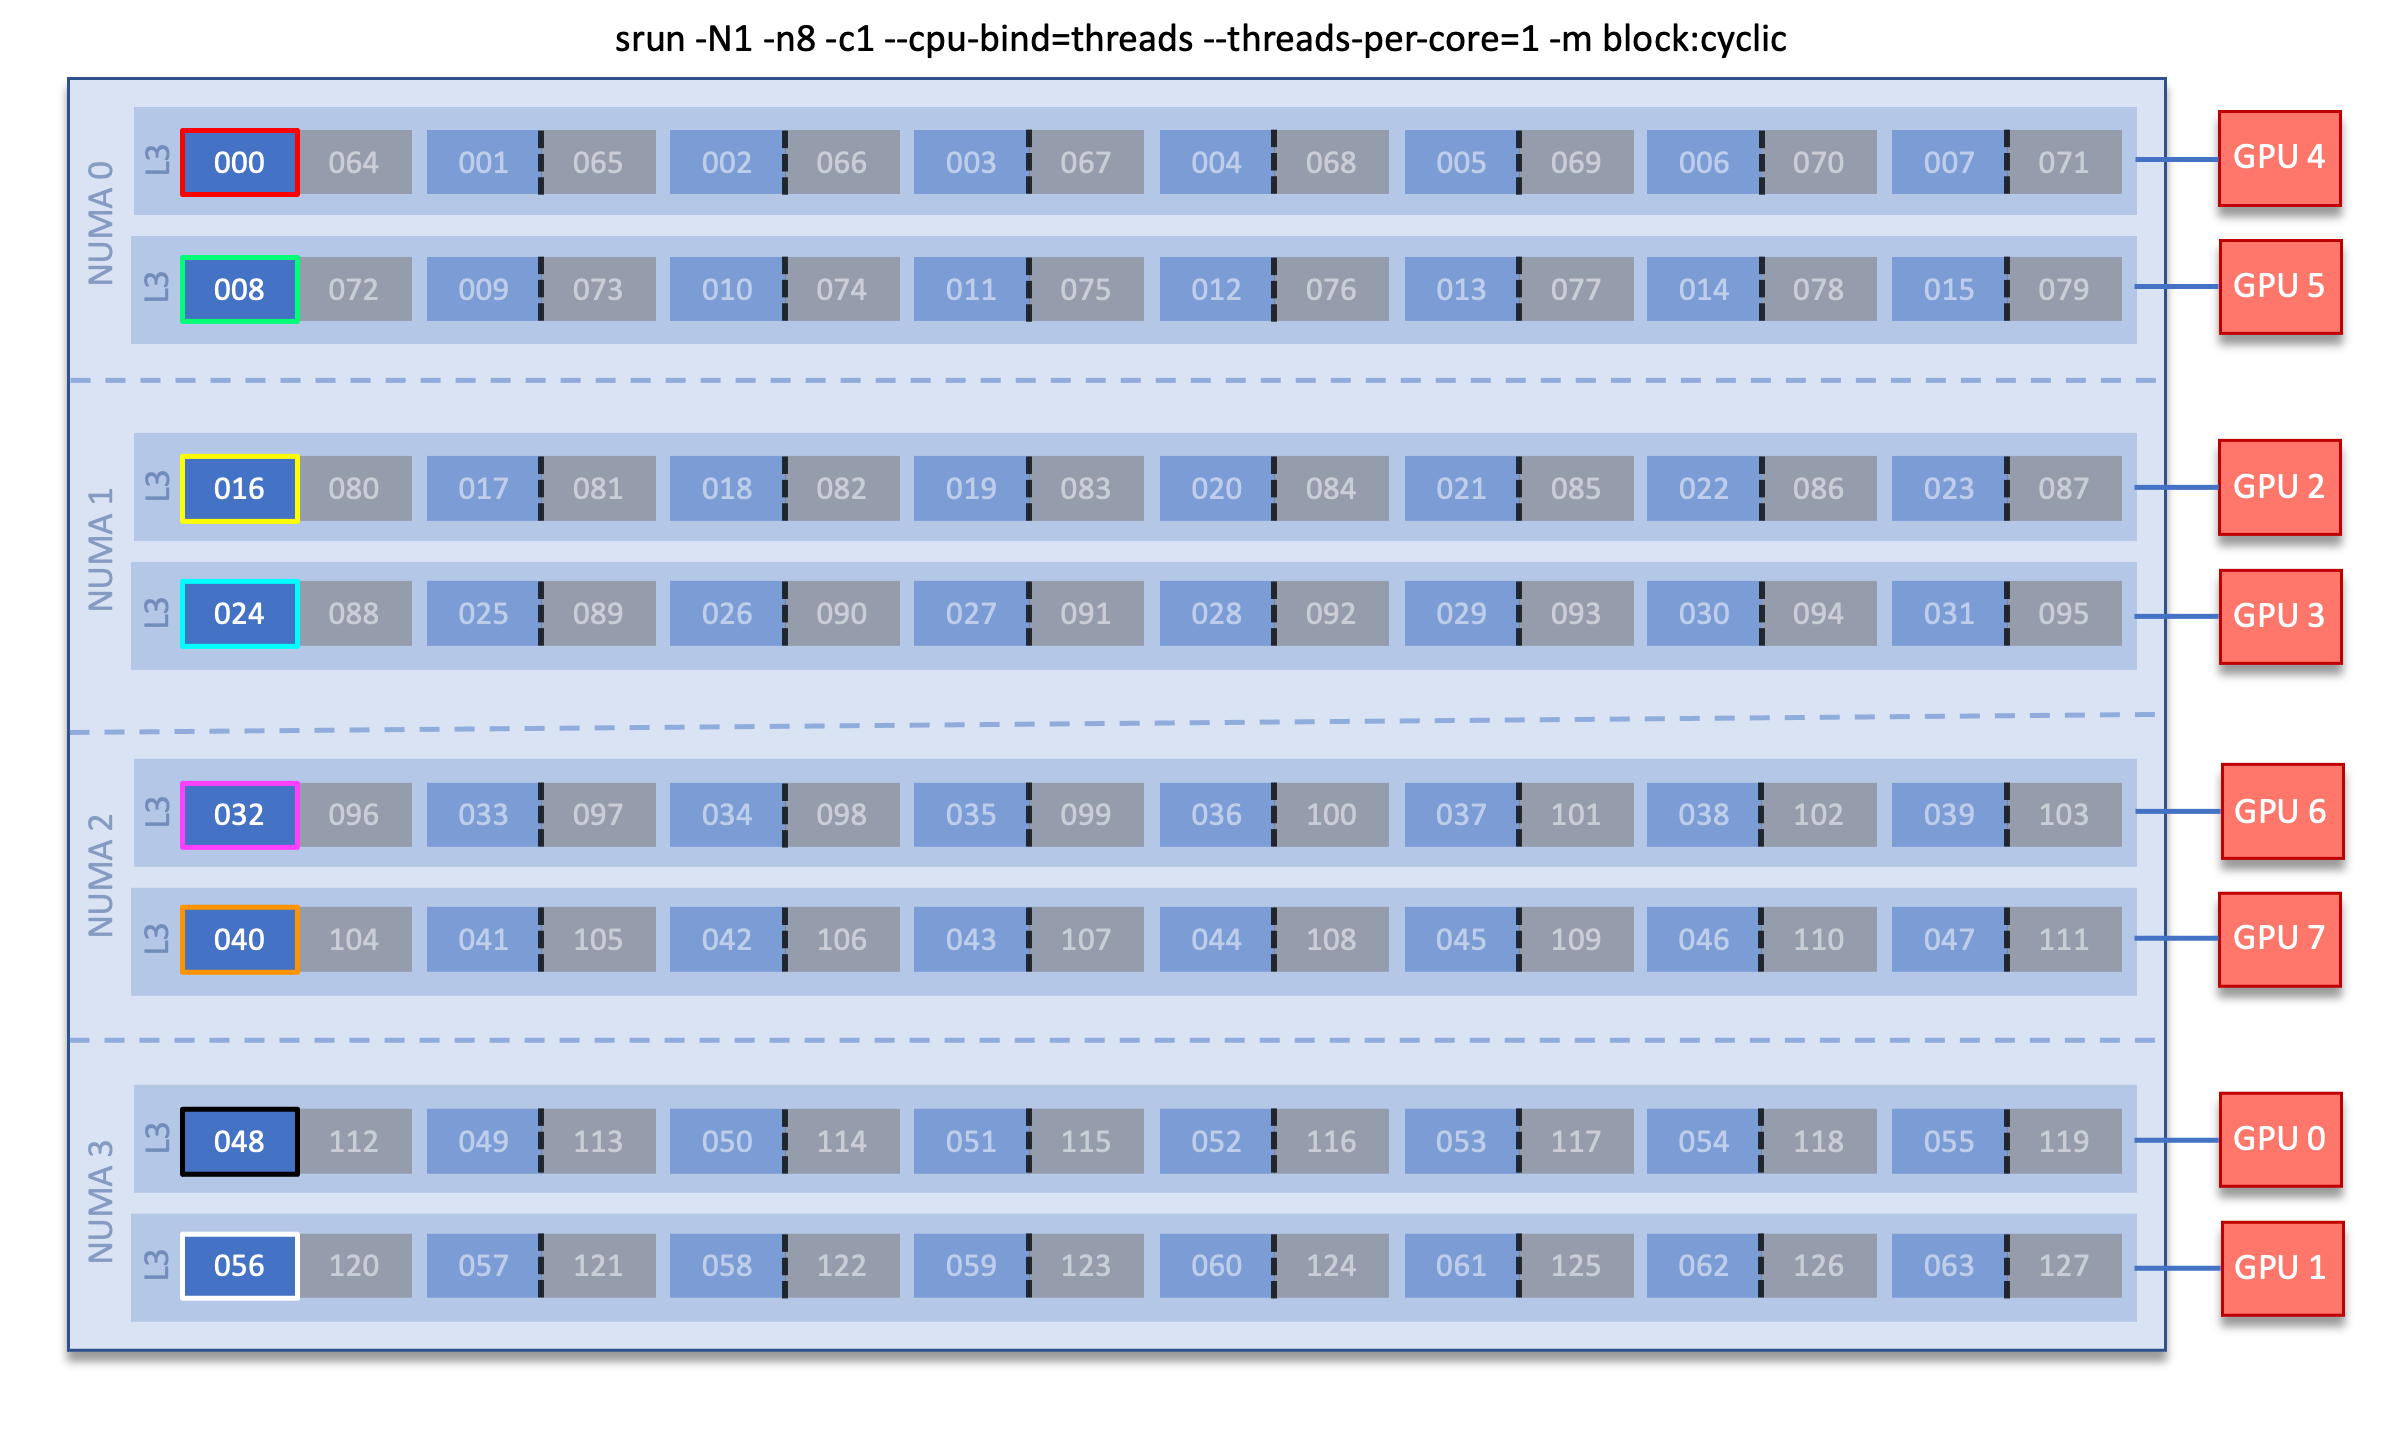 srun -N1 -n8 -c1 --cpu-bind=threads --threads-per-core=1 -m block:cyclic
NUMA 0
L3 000 064 001 065 002 066 003 067 004 068 005 069 006 070 007 071 GPU 4
L3 008 072 009 073 010 074 011 075 012 076 013 077 014 078 015 079 GPU 5
NUMA 1
L3 016 080 017 081 018 082 019 083 020 084 021 085 022 086 023 087 GPU 2
L3 024 088 025 089 026 090 027 091 028 092 029 093 030 094 031 095 GPU 3
NUMA 2
L3 032 096 033 097 034 098 035 099 036 100 037 101 038 102 039 103 GPU 6
L3 040 104 041 105 042 106 043 107 044 108 045 109 046 110 047 111 GPU 7
NUMA 3
L3 048 112 049 113 050 114 051 115 052 116 053 117 054 118 055 119 GPU 0
L3 056 120 057 121 058 122 059 123 060 124 061 125 062 126 063 127 GPU 1